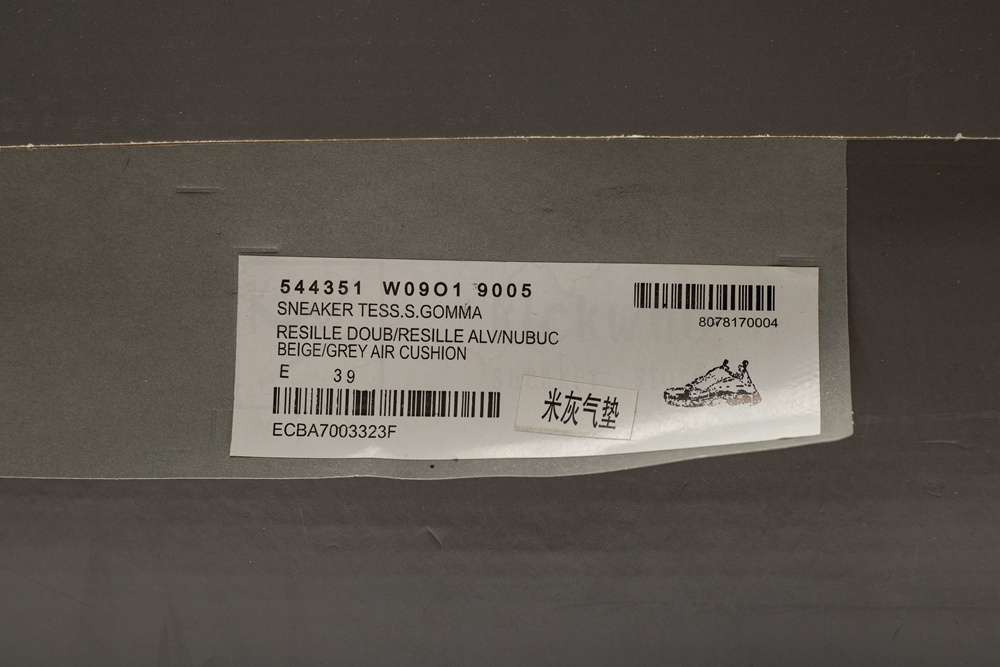 544351 W09O1 9005
SNEAKER TESS.S.GOMMA
RESILLE DOUB/RESILLE ALV/NUBUC
BEIGE/GREY AIR CUSHION
E 39
ECBA7003323F
8078170004
米灰气垫